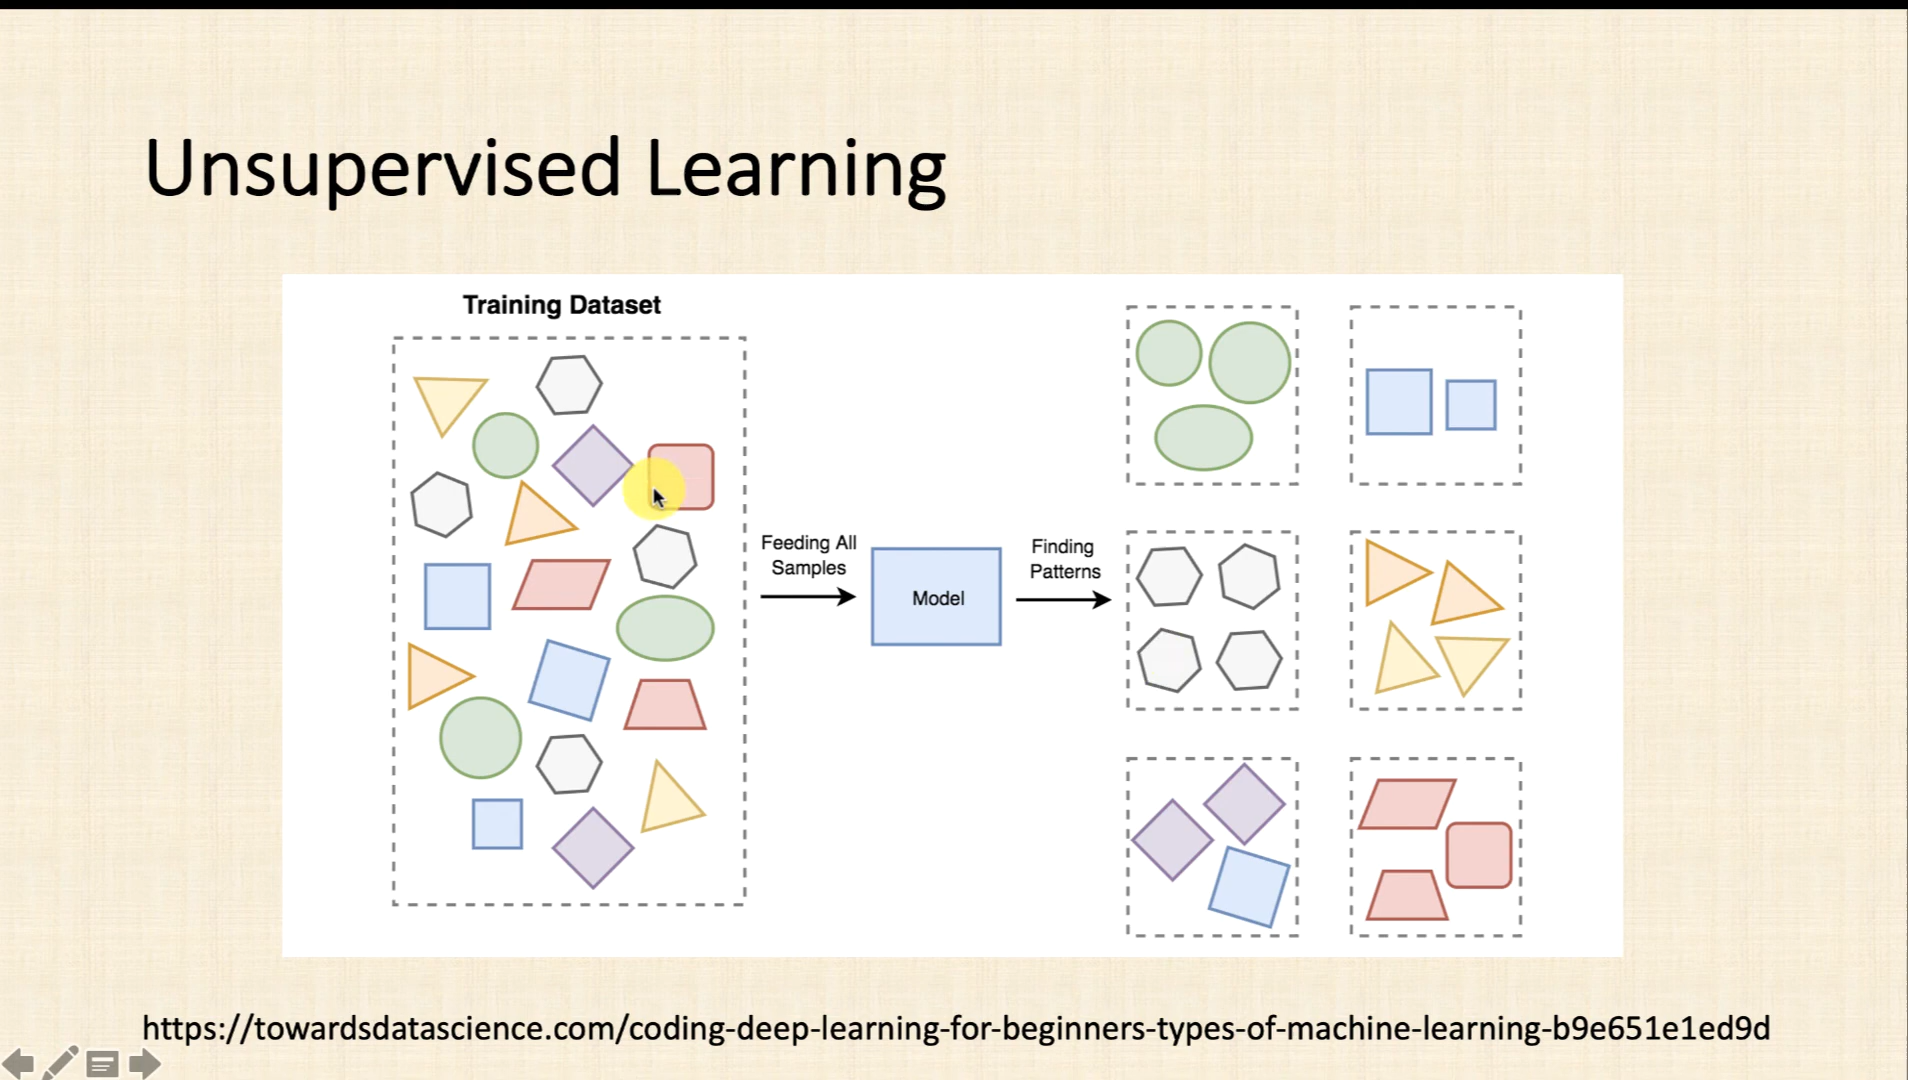 Unsupervised Learning
Training Dataset
Feeding All
Samples
Model
Finding
Patterns
https://towardsdatascience.com/coding-deep-learning-for-beginners-types-of-machine-learning-b9e651e1ed9d